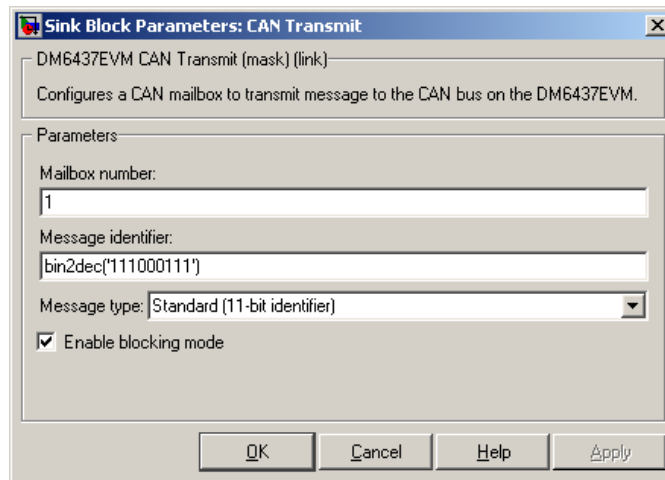 Sink Block Parameters: CAN Transmit
DM6437EVM CAN Transmit (mask) (link)
Configures a CAN mailbox to transmit message to the CAN bus on the DM6437EVM.
Parameters
Mailbox number:
1
Message identifier:
bin2dec('111000111')
Message type: Standard (11-bit identifier)
Enable blocking mode
OK Cancel Help Apply